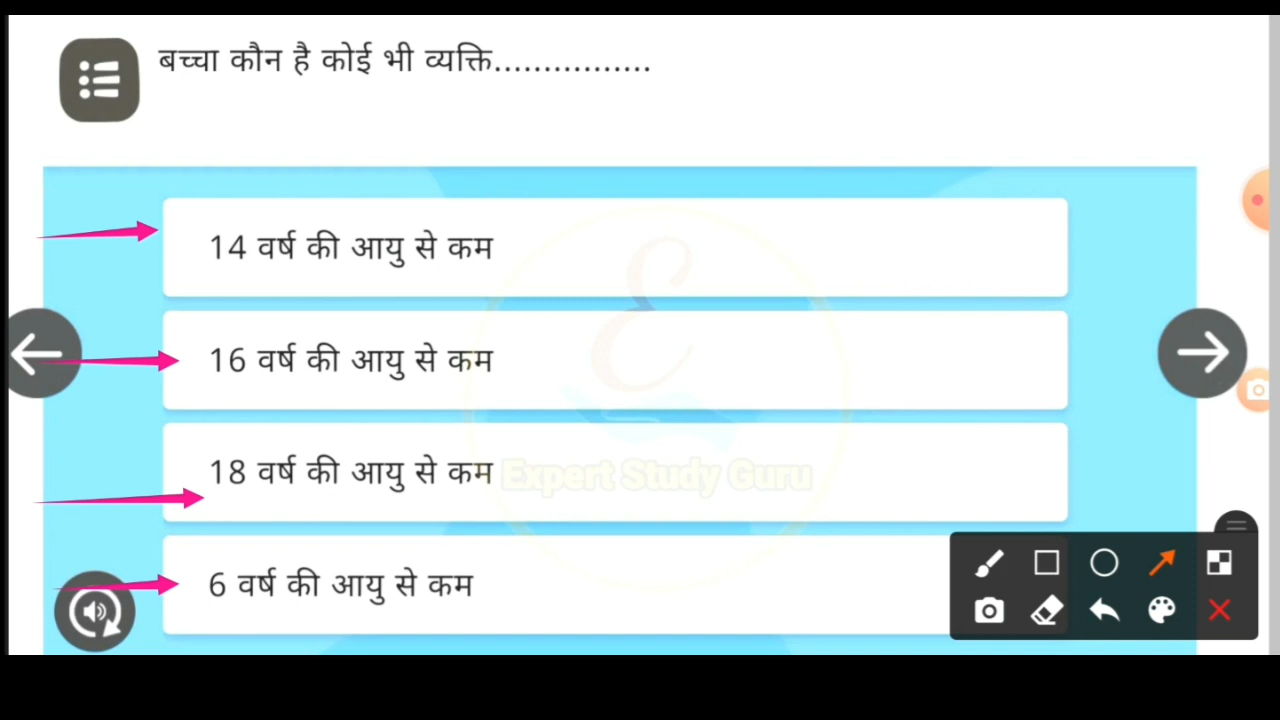 बच्चा कौन है कोई भी व्यक्ति................
14 वर्ष की आयु से कम
16 वर्ष की आयु से कम
18 वर्ष की आयु से कम
Expert Study Guru
6 वर्ष की आयु से कम